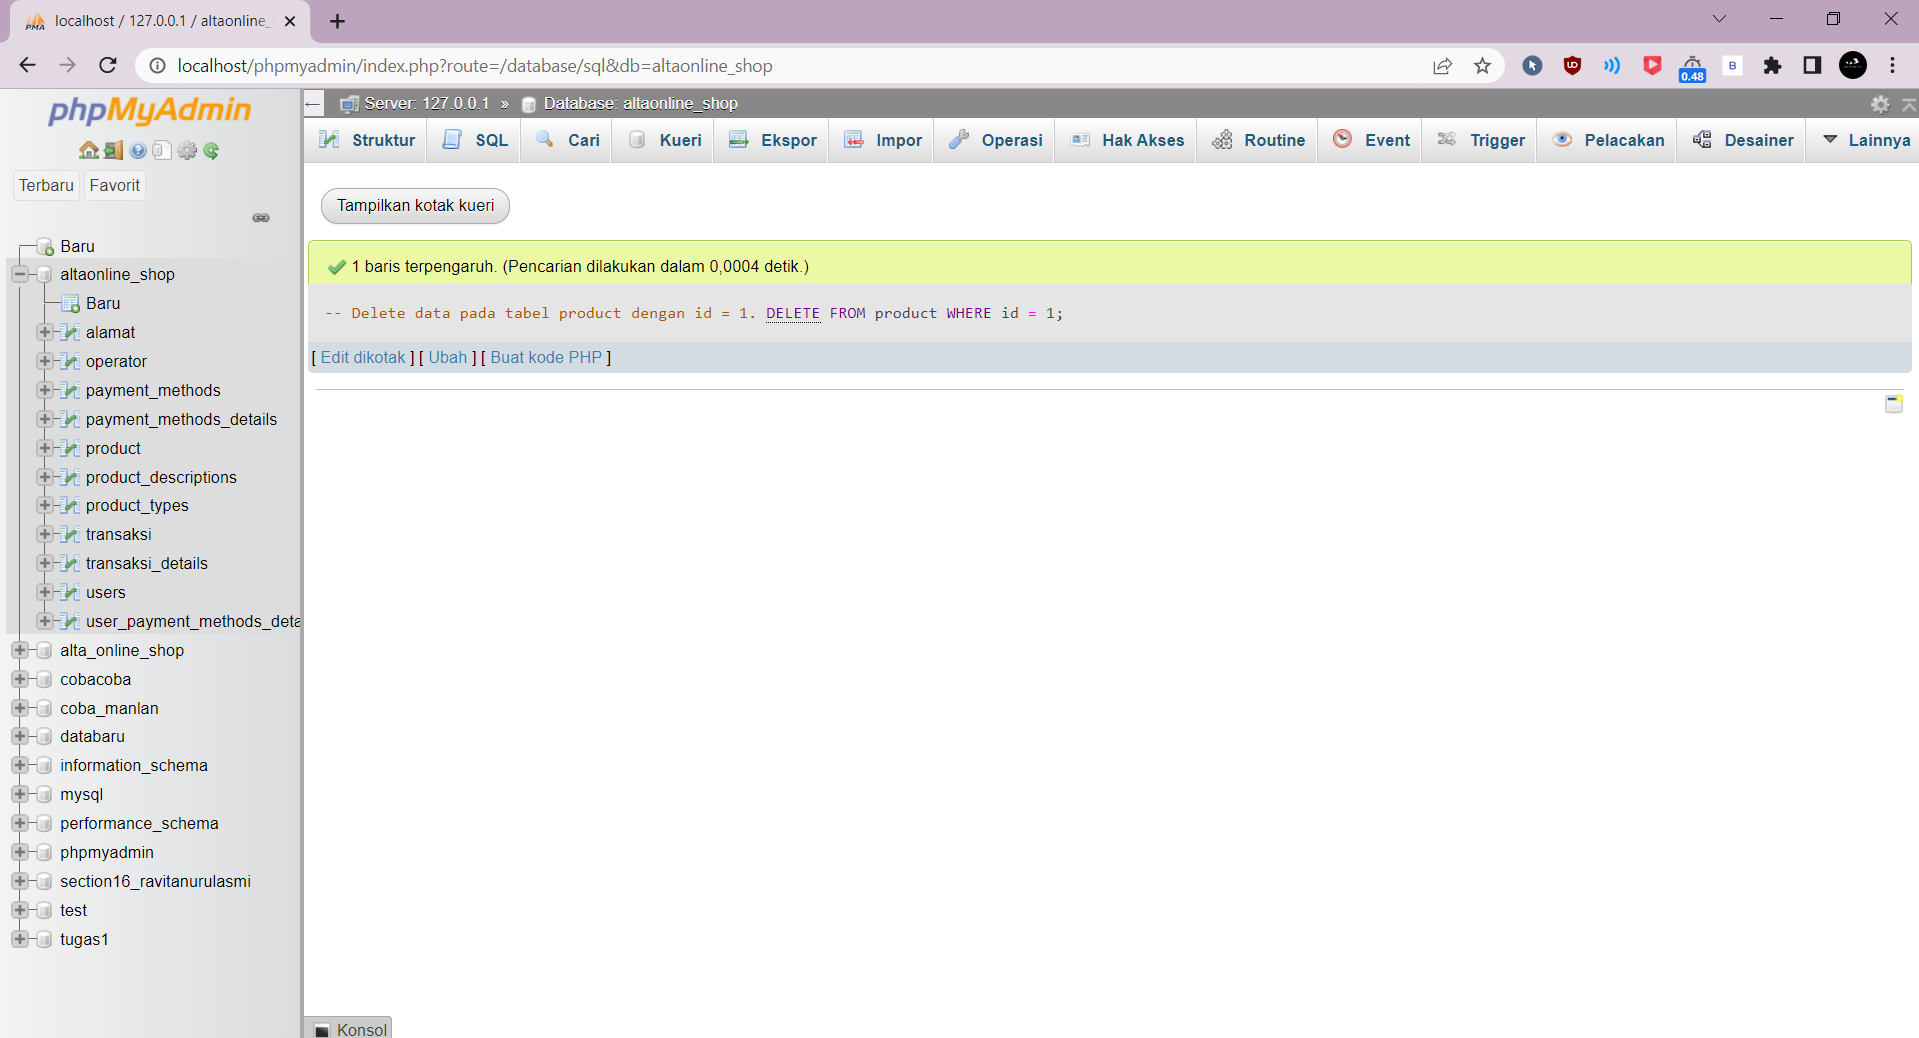 localhost / 127.0.0.1 / altaonline_
localhost/phpmyadmin/index.php?route=/database/sql&db=altaonline_shop
0.48
B
phpMyAdmin
Terbaru
Favorit
Baru
altaonline_shop
Baru
alamat
operator
payment_methods
payment_methods_details
product
product_descriptions
product_types
transaksi
transaksi_details
users
user_payment_methods_deta
alta_online_shop
cobacoba
coba_manlan
databaru
information_schema
mysql
performance_schema
phpmyadmin
section16_ravitanurulasmi
test
tugas1
Server: 127.0.0.1 » Database: altaonline_shop
Struktur SQL Cari Kueri Ekspor Impor Operasi Hak Akses Routine Event Trigger Pelacakan Desainer Lainnya
Tampilkan kotak kueri
1 baris terpengaruh. (Pencarian dilakukan dalam 0,0004 detik.)
-- Delete data pada tabel product dengan id = 1. DELETE FROM product WHERE id = 1;
[ Edit dikotak ] [ Ubah ] [ Buat kode PHP ]
Konsol